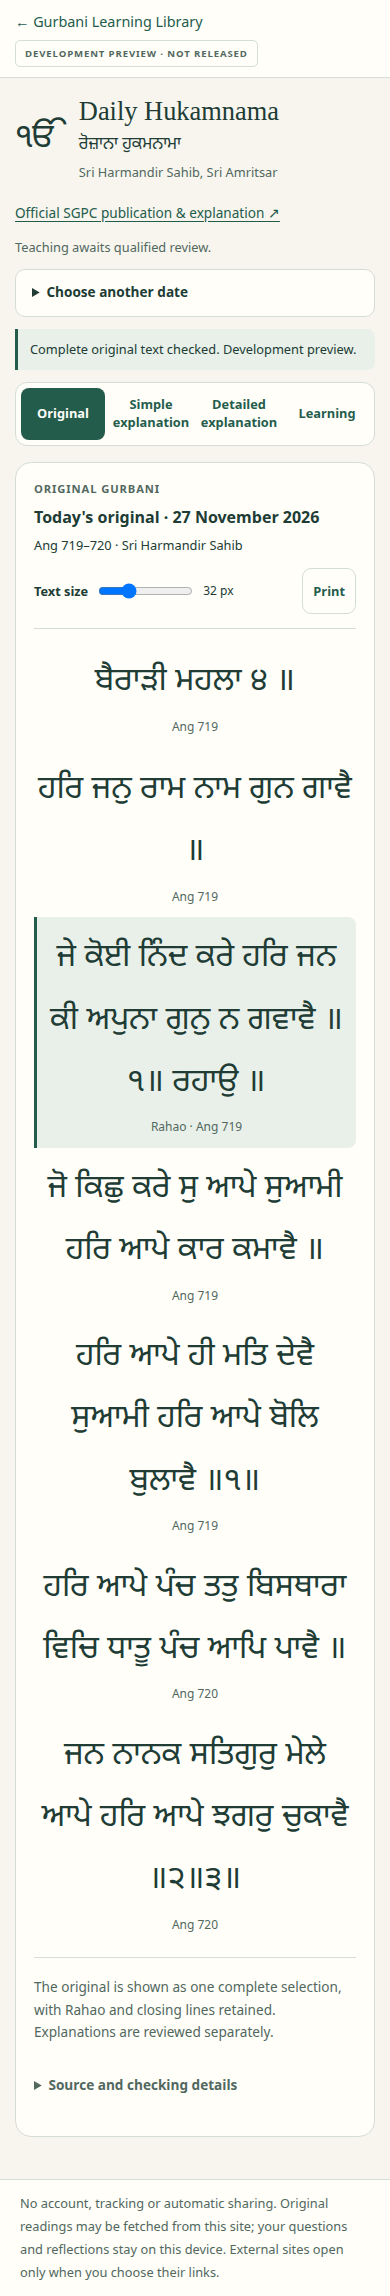 ← Gurbani Learning Library
DEVELOPMENT PREVIEW · NOT RELEASED
ੴ
Daily Hukamnama
ਰੋਜ਼ਾਨਾ ਹੁਕਮਨਾਮਾ
Sri Harmandir Sahib, Sri Amritsar
Official SGPC publication & explanation ↗
Teaching awaits qualified review.
▶ Choose another date
Complete original text checked. Development preview.
Original
Simple
explanation
Detailed
explanation
Learning
ORIGINAL GURBANI
Today's original · 27 November 2026
Ang 719–720 · Sri Harmandir Sahib
Text size 32 px
Print
ਬੈਰਾੜੀ ਮਹਲਾ ੪ ॥
Ang 719
ਹਰਿ ਜਨੁ ਰਾਮ ਨਾਮ ਗੁਨ ਗਾਵੈ
॥
Ang 719
ਜੇ ਕੋਈ ਨਿੰਦ ਕਰੇ ਹਰਿ ਜਨ
ਕੀ ਅਪੁਨਾ ਗੁਨੁ ਨ ਗਵਾਵੈ ॥
੧॥ ਰਹਾਉ ॥
Rahao · Ang 719
ਜੋ ਕਿਛੁ ਕਰੇ ਸੁ ਆਪੇ ਸੁਆਮੀ
ਹਰਿ ਆਪੇ ਕਾਰ ਕਮਾਵੈ ॥
Ang 719
ਹਰਿ ਆਪੇ ਹੀ ਮਤਿ ਦੇਵੈ
ਸੁਆਮੀ ਹਰਿ ਆਪੇ ਬੋਲਿ
ਬੁਲਾਵੈ ॥੧॥
Ang 719
ਹਰਿ ਆਪੇ ਪੰਚ ਤਤੁ ਬਿਸਥਾਰਾ
ਵਿਚਿ ਧਾਤੂ ਪੰਚ ਆਪਿ ਪਾਵੈ ॥
Ang 720
ਜਨ ਨਾਨਕ ਸਤਿਗੁਰੁ ਮੇਲੇ
ਆਪੇ ਹਰਿ ਆਪੇ ਝਗਰੁ ਚੁਕਾਵੈ
॥੨॥੩॥
Ang 720
The original is shown as one complete selection,
with Rahao and closing lines retained.
Explanations are reviewed separately.
▶ Source and checking details
No account, tracking or automatic sharing. Original
readings may be fetched from this site; your questions
and reflections stay on this device. External sites open
only when you choose their links.